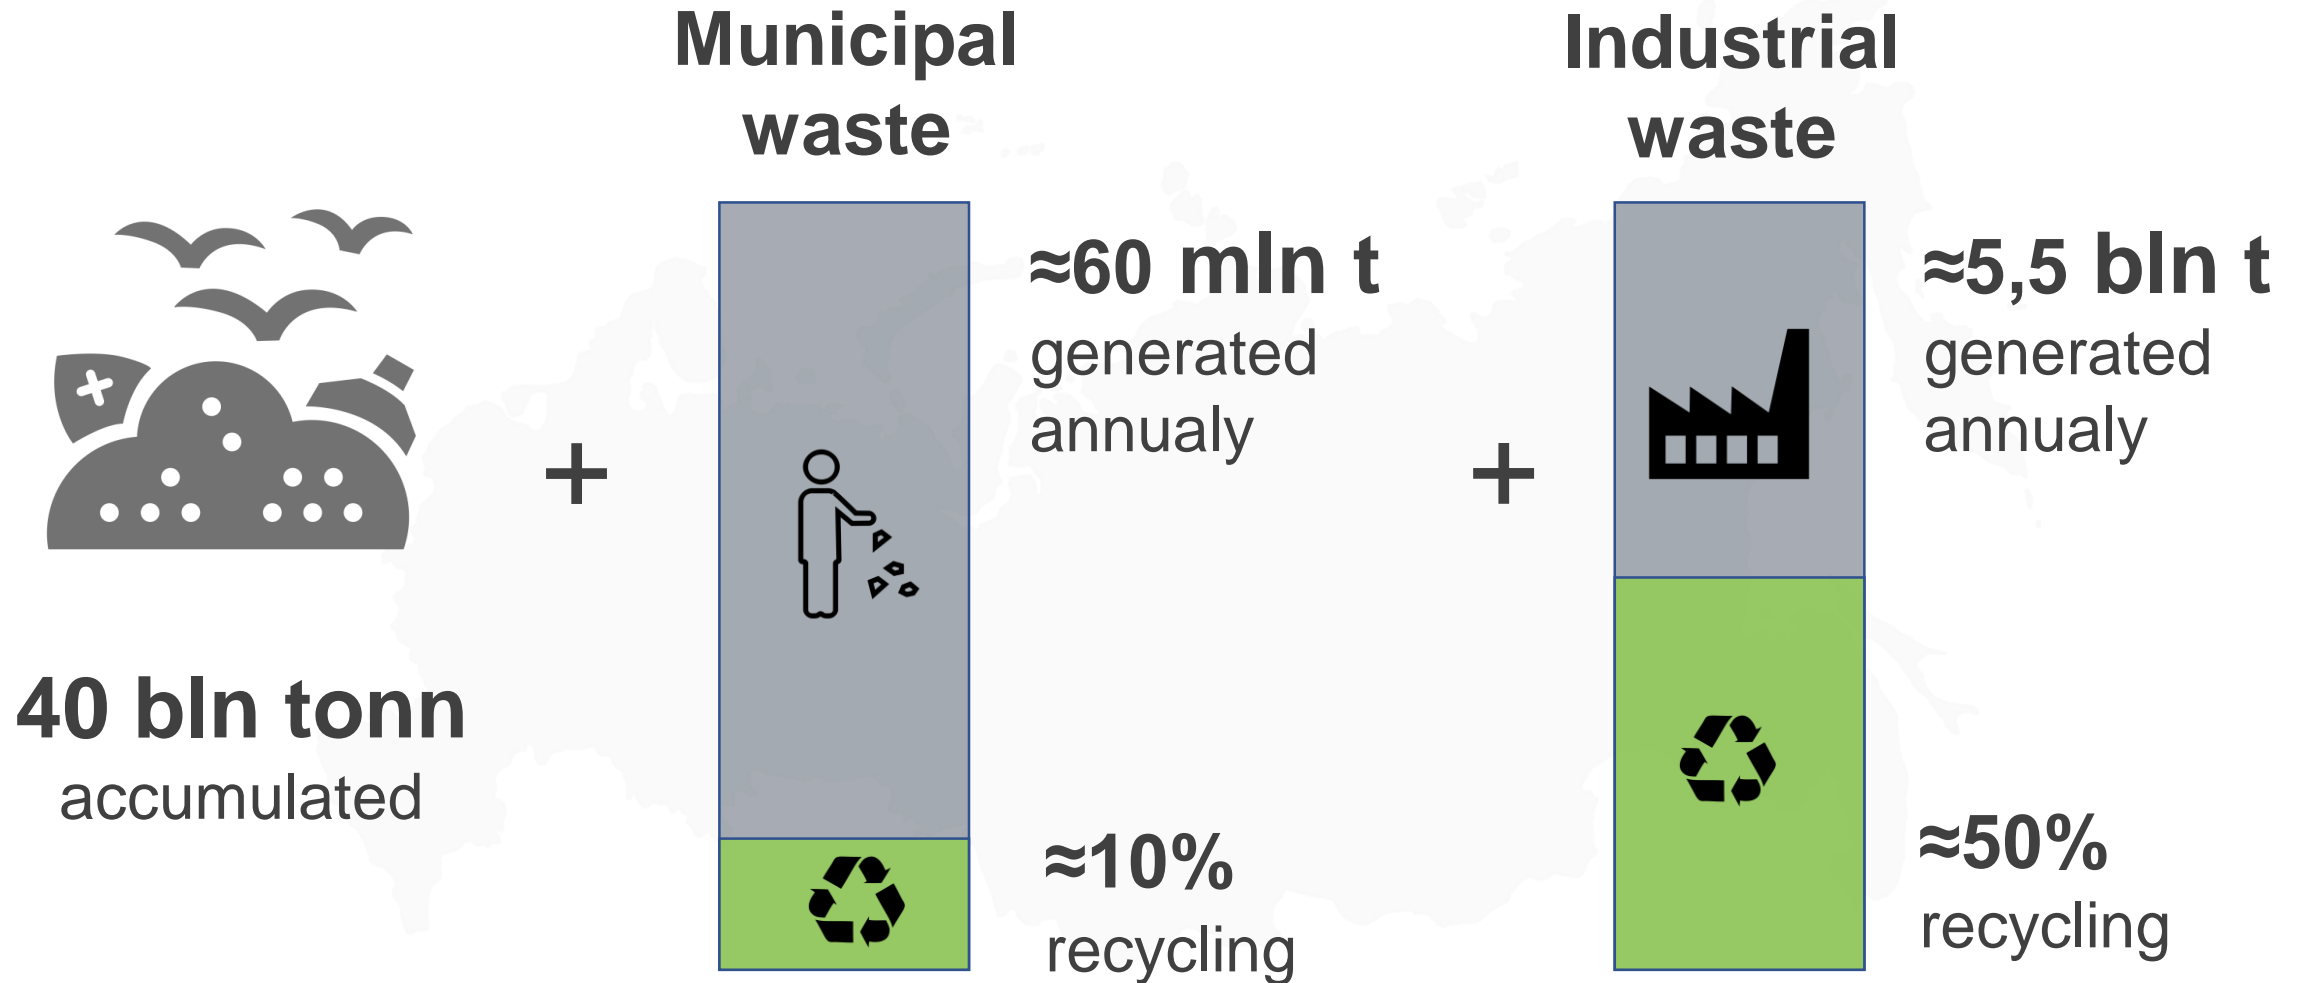 Municipal
waste
Industrial
waste
≈60 mln t
generated
annualy
≈5,5 bln t
generated
annualy
+
+
40 bln tonn
accumulated
≈10%
recycling
≈50%
recycling